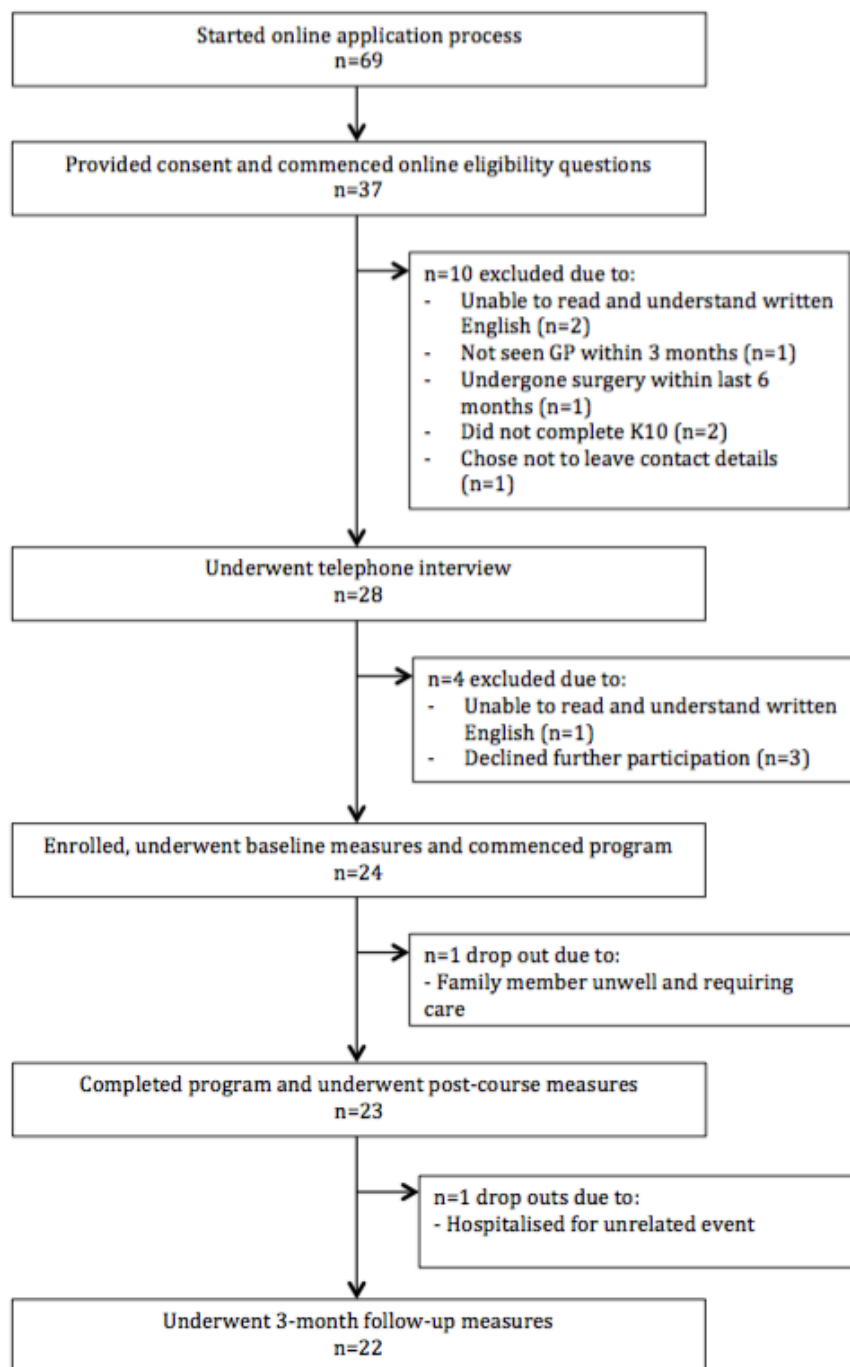 Started online application process
n=69
Provided consent and commenced online eligibility questions
n=37
n=10 excluded due to:
- Unable to read and understand written
English (n=2)
- Not seen GP within 3 months (n=1)
- Undergone surgery within last 6
months (n=1)
- Did not complete K10 (n=2)
- Chose not to leave contact details
(n=1)
Underwent telephone interview
n=28
n=4 excluded due to:
- Unable to read and understand written
English (n=1)
- Declined further participation (n=3)
Enrolled, underwent baseline measures and commenced program
n=24
n=1 drop out due to:
- Family member unwell and requiring
care
Completed program and underwent post-course measures
n=23
n=1 drop outs due to:
- Hospitalised for unrelated event
Underwent 3-month follow-up measures
n=22